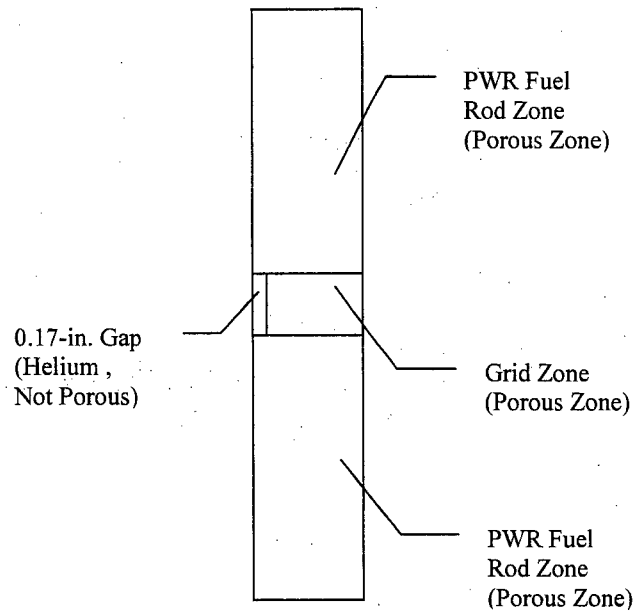 PWR Fuel
Rod Zone
(Porous Zone)
0.17-in. Gap
(Helium ,
Not Porous)
Grid Zone
(Porous Zone)
PWR Fuel
Rod Zone
(Porous Zone)